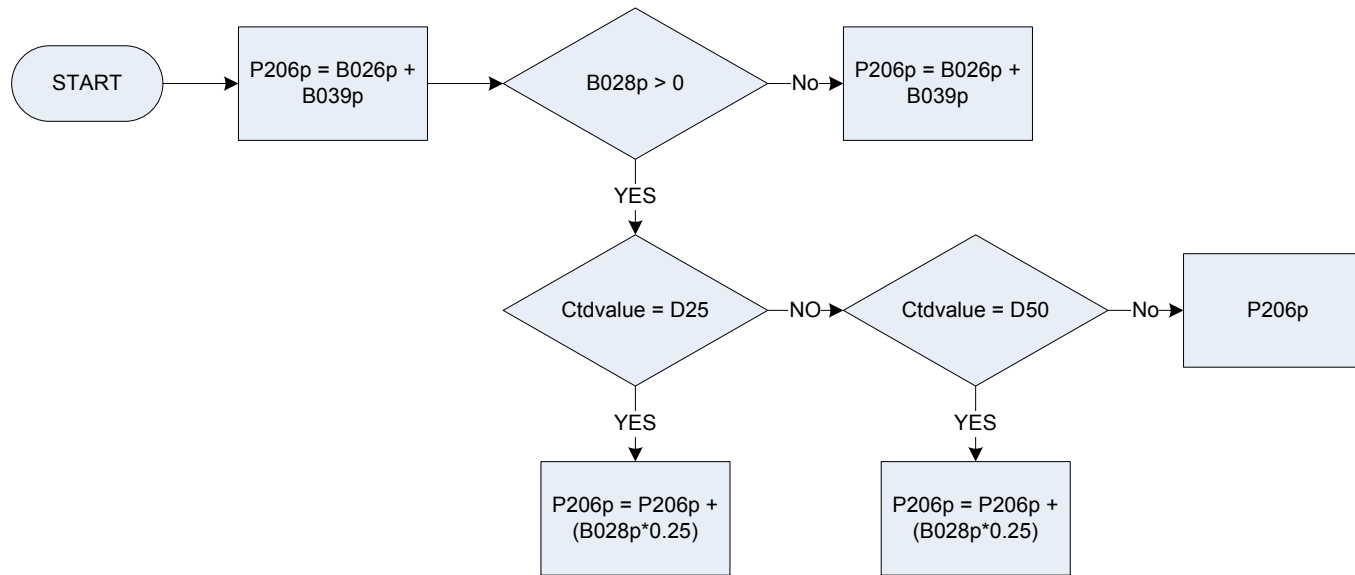 START
P206p = B026p +
B039p
B028p > 0
No
P206p = B026p +
B039p
YES
Ctdvalue = D25
NO
Ctdvalue = D50
No
P206p
YES
YES
P206p = P206p +
(B028p*0.25)
P206p = P206p +
(B028p*0.25)